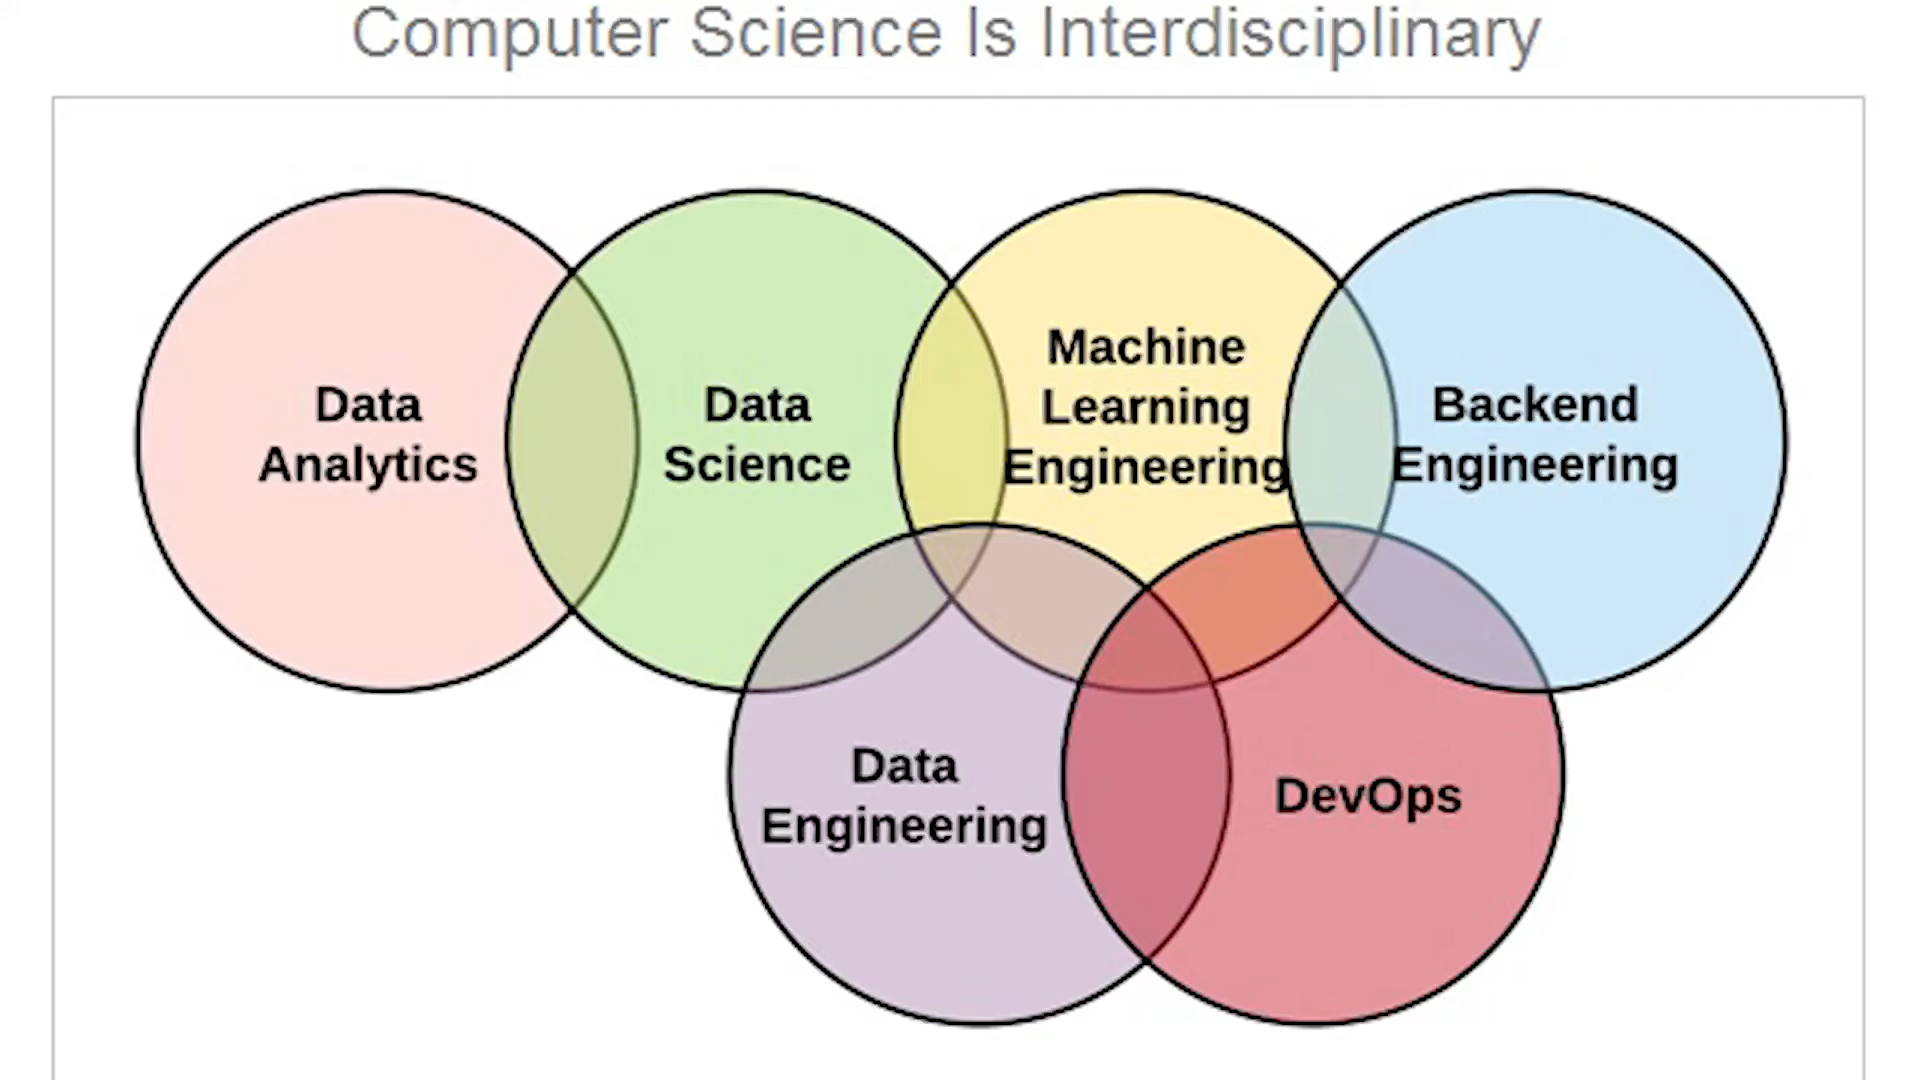 Computer Science Is Interdisciplinary
Data
Analytics
Data
Science
Machine
Learning
Engineering
Backend
Engineering
Data
Engineering
DevOps